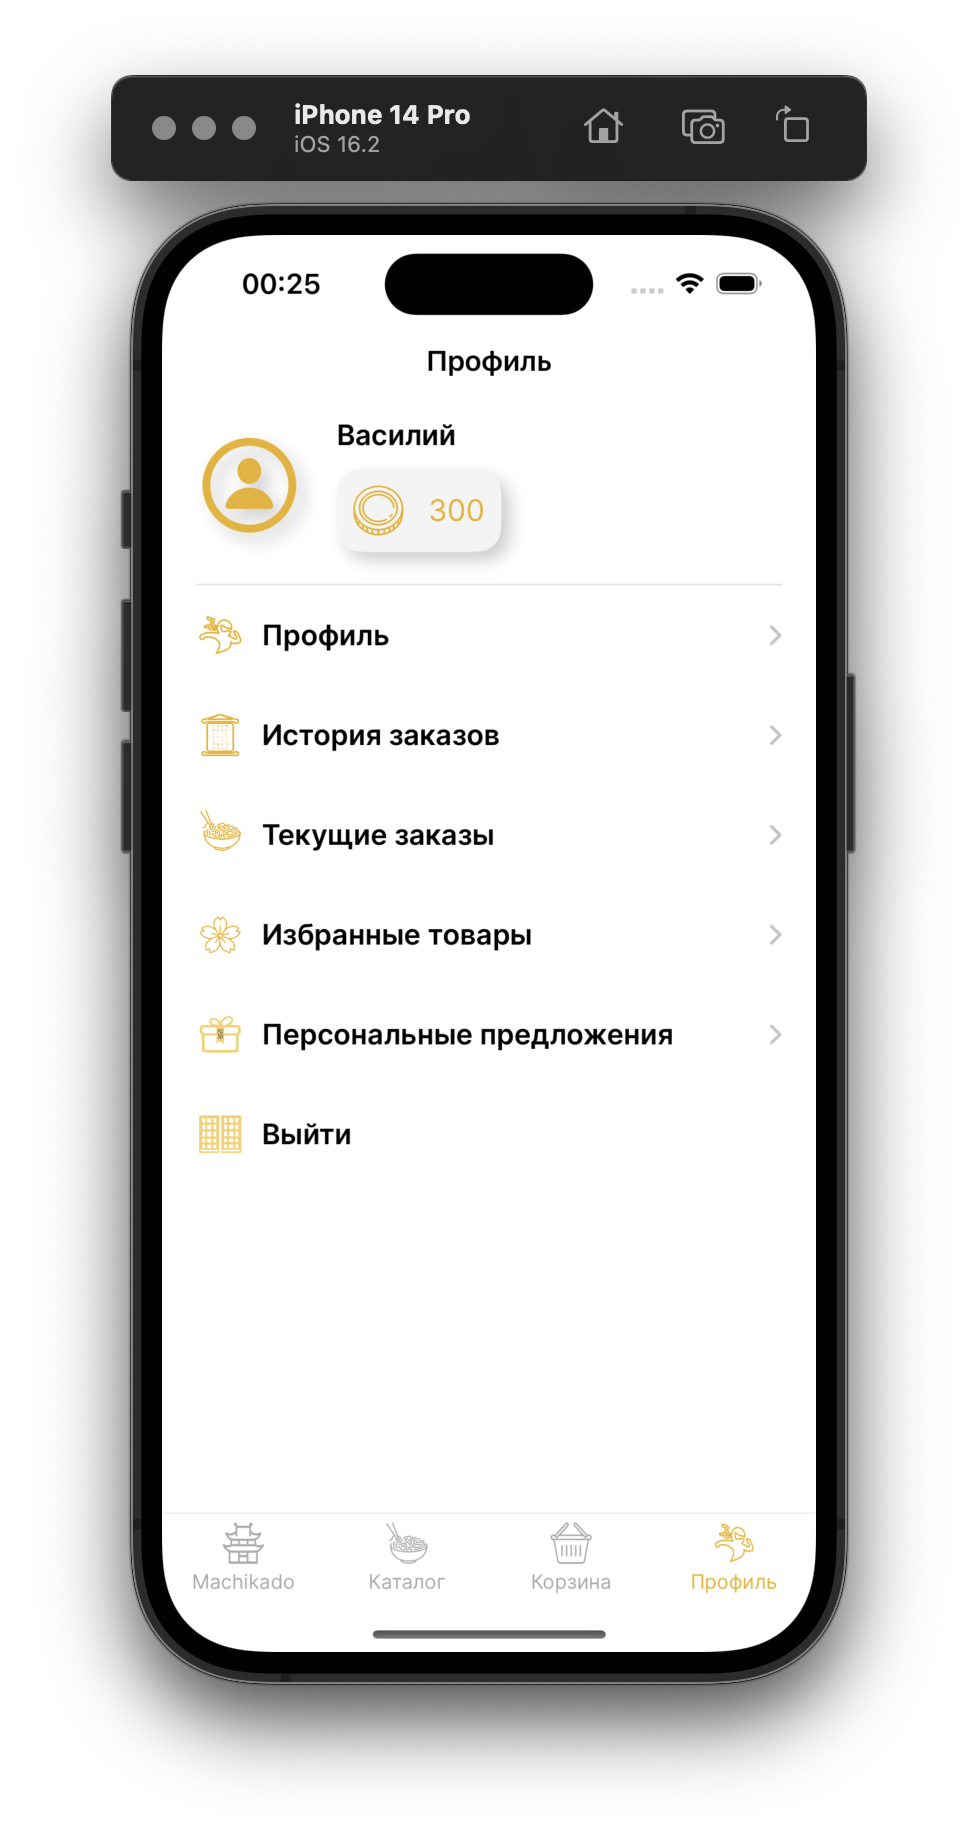 iPhone 14 Pro
iOS 16.2
00:25
Профиль
Василий
300
Профиль
История заказов
Текущие заказы
Избранные товары
Персональные предложения
Выйти
Machikado
Каталог
Корзина
Профиль